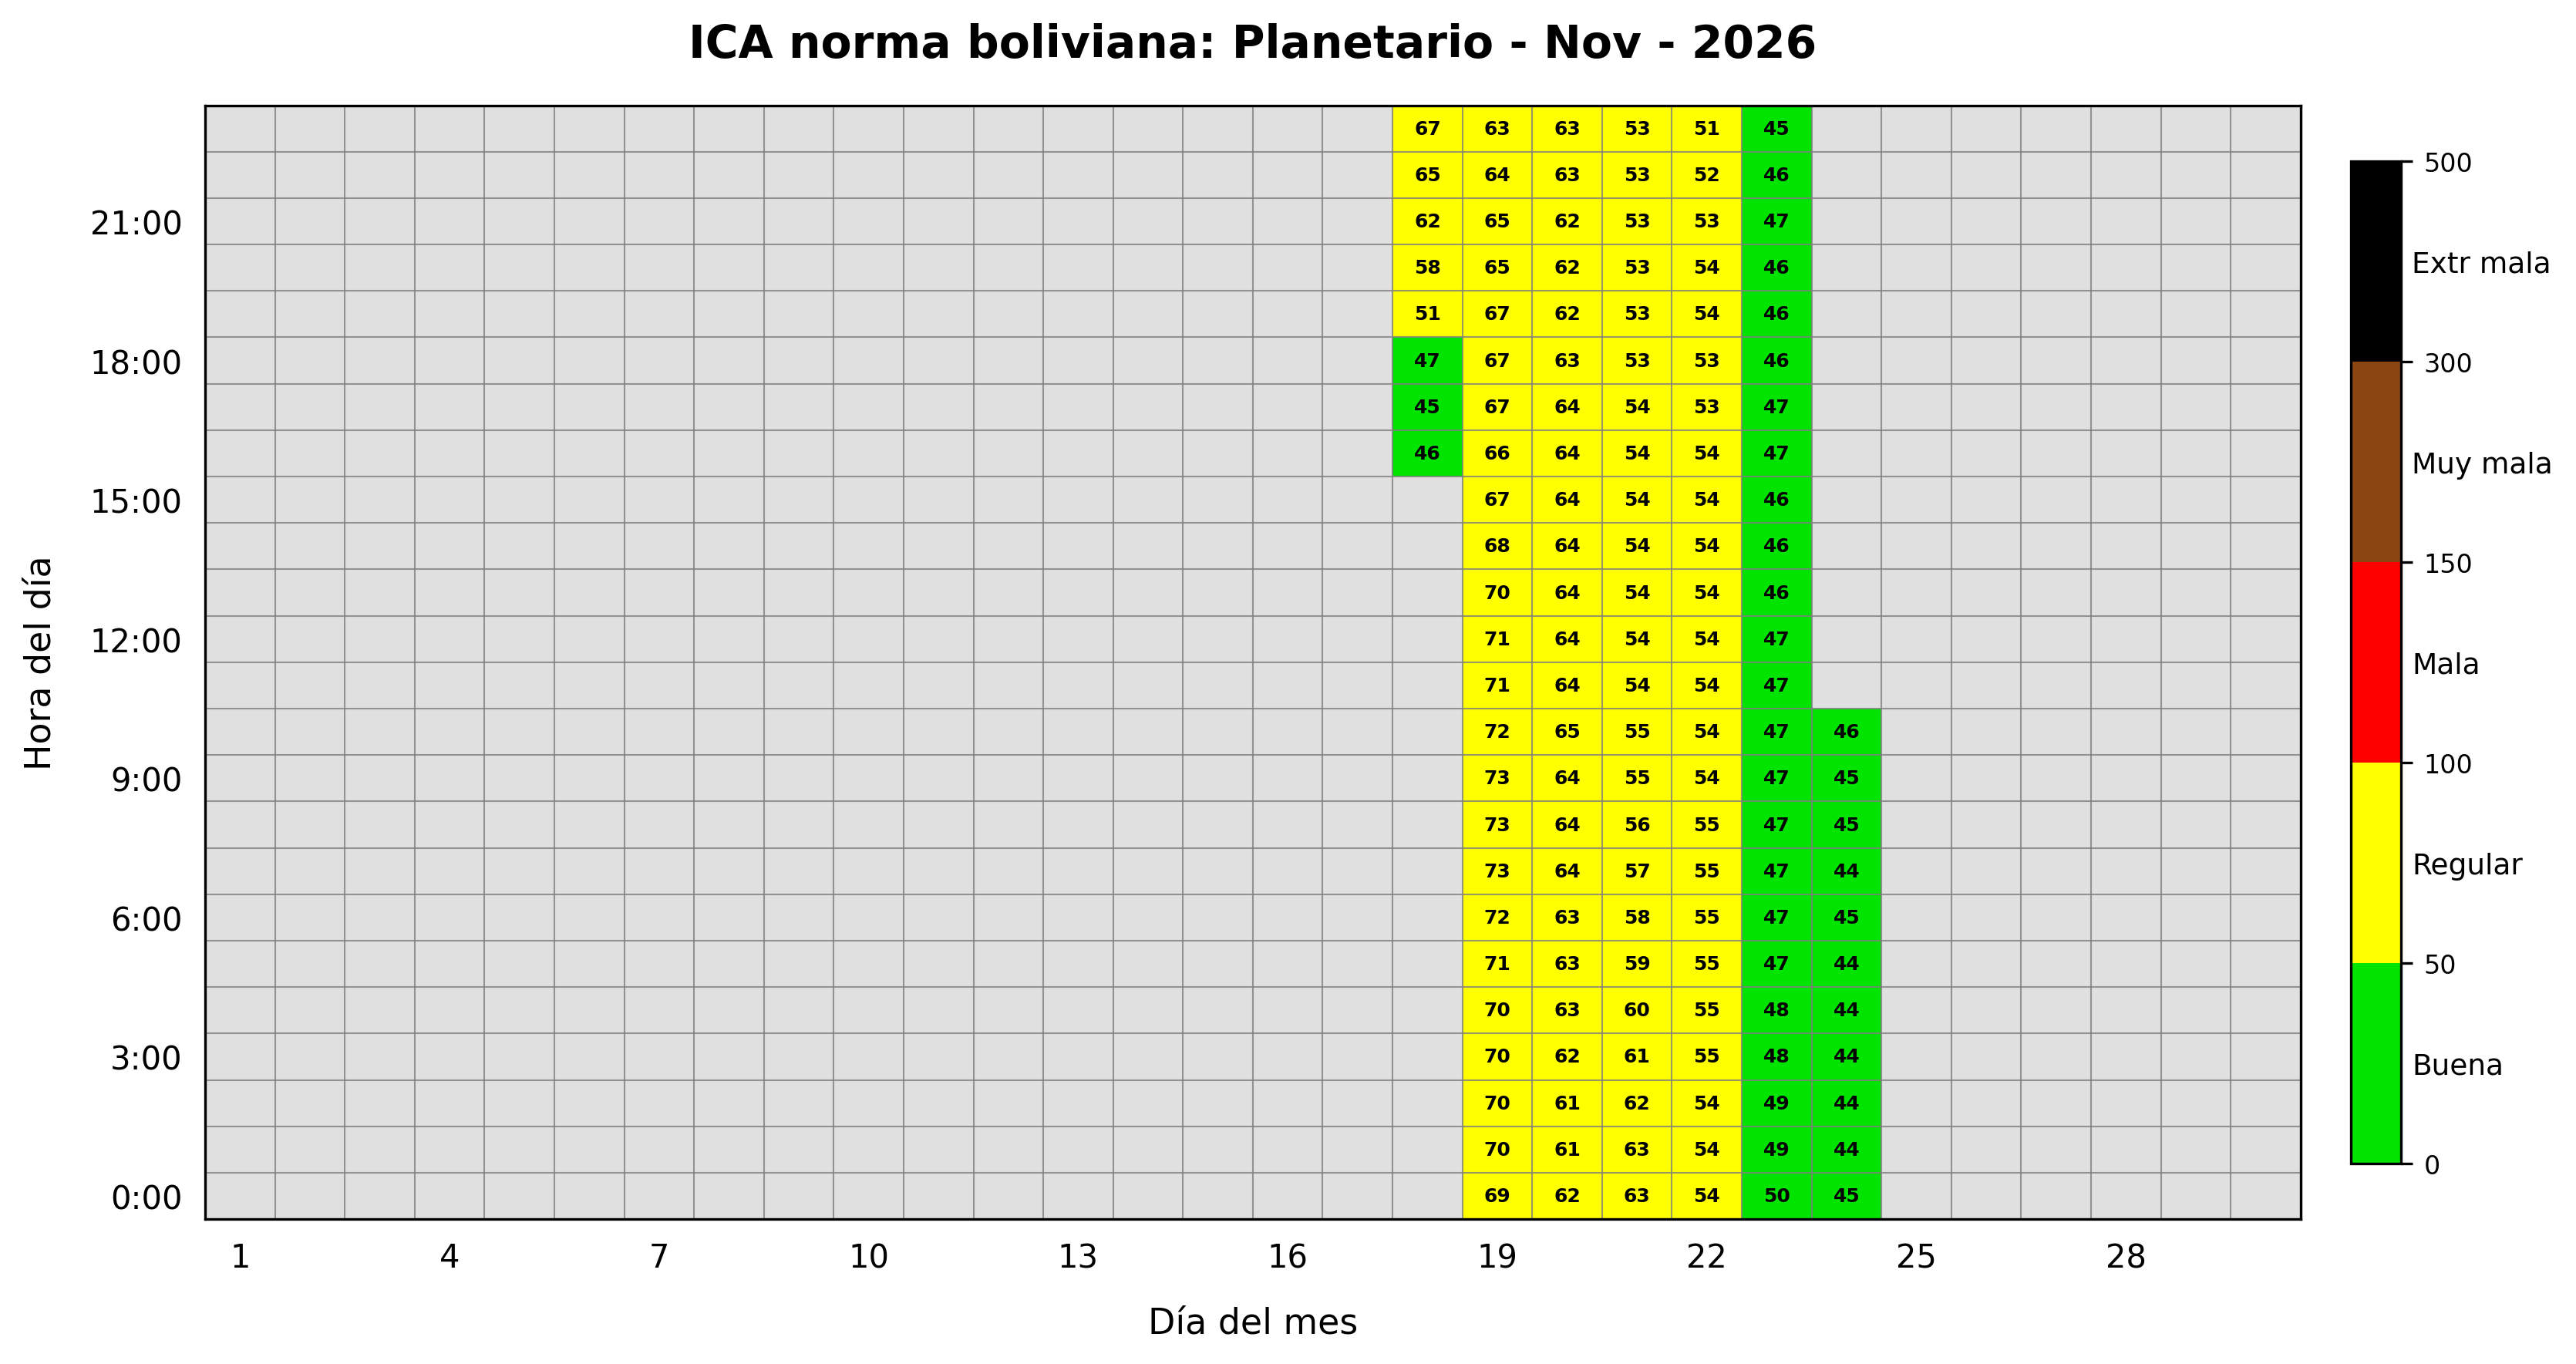 ICA norma boliviana: Planetario - Nov - 2026
67 63 63 53 51 45
65 64 63 53 52 46
21:00 62 65 62 53 53 47
58 65 62 53 54 46
51 67 62 53 54 46
18:00 47 67 63 53 53 46
45 67 64 54 53 47
46 66 64 54 54 47
15:00 67 64 54 54 46
68 64 54 54 46
70 64 54 54 46
12:00 71 64 54 54 47
71 64 54 54 47
72 65 55 54 47 46
9:00 73 64 55 54 47 45
73 64 56 55 47 45
73 64 57 55 47 44
6:00 72 63 58 55 47 45
71 63 59 55 47 44
70 63 60 55 48 44
3:00 70 62 61 55 48 44
70 61 62 54 49 44
70 61 63 54 49 44
0:00 69 62 63 54 50 45
1 4 7 10 13 16 19 22 25 28
Día del mes
Hora del día
500
Extr mala
300
Muy mala
150
Mala
100
Regular
50
Buena
0